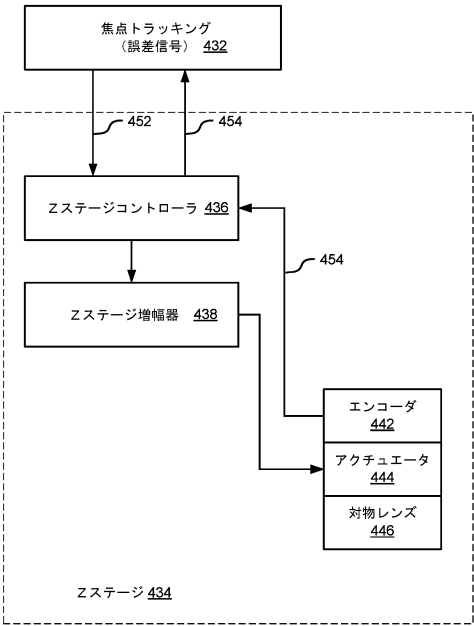 焦点トラッキング
（誤差信号） 432
452
454
Zステージコントローラ 436
454
Zステージ増幅器 438
エンコーダ
442
アクチュエータ
444
対物レンズ
446
Zステージ 434